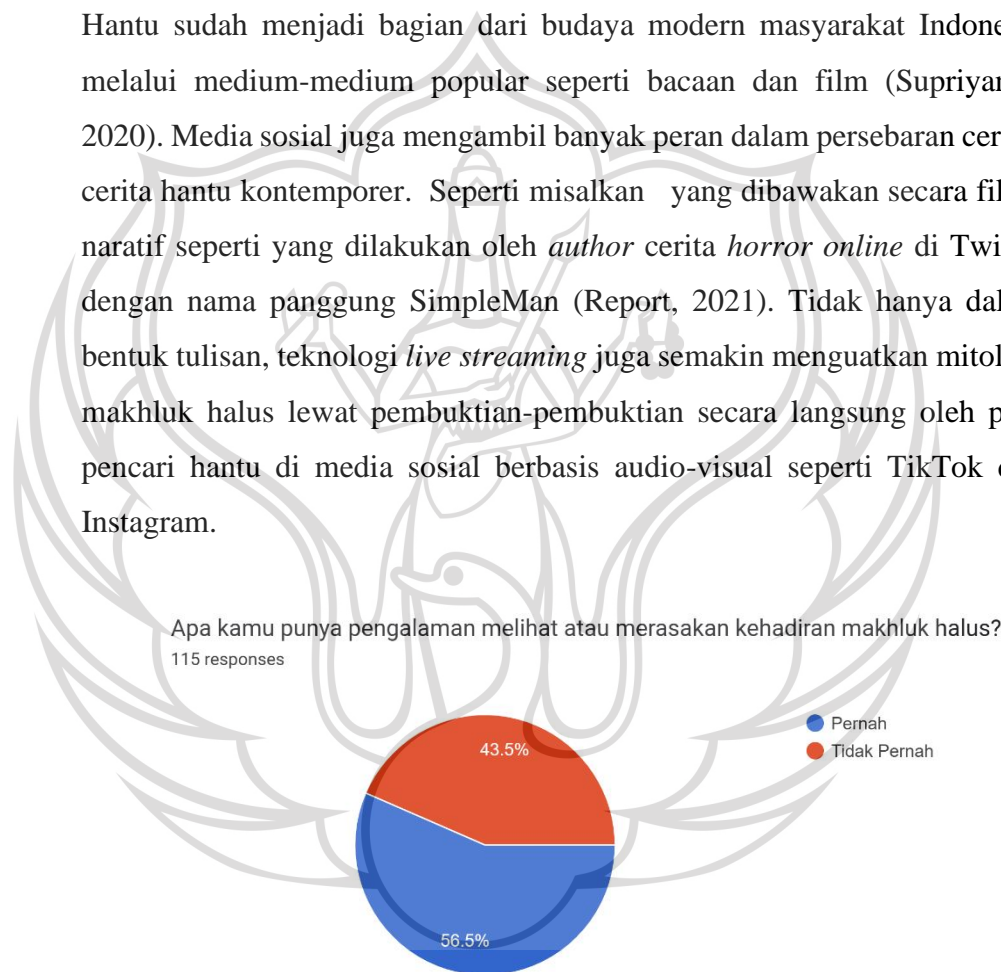 Hantu sudah menjadi bagian dari budaya modern masyarakat Indone
melalui medium-medium popular seperti bacaan dan film (Supriyan
2020). Media sosial juga mengambil banyak peran dalam persebaran cer
cerita hantu kontemporer. Seperti misalkan yang dibawakan secara fil
naratif seperti yang dilakukan oleh author cerita horror online di Twi
dengan nama panggung SimpleMan (Report, 2021). Tidak hanya dal
bentuk tulisan, teknologi live streaming juga semakin menguatkan mitol
makhluk halus lewat pembuktian-pembuktian secara langsung oleh p
pencari hantu di media sosial berbasis audio-visual seperti TikTok
Instagram.
Apa kamu punya pengalaman melihat atau merasakan kehadiran makhluk halus?
115 responses
Pernah
43.5%
Tidak Pernah
56.5%